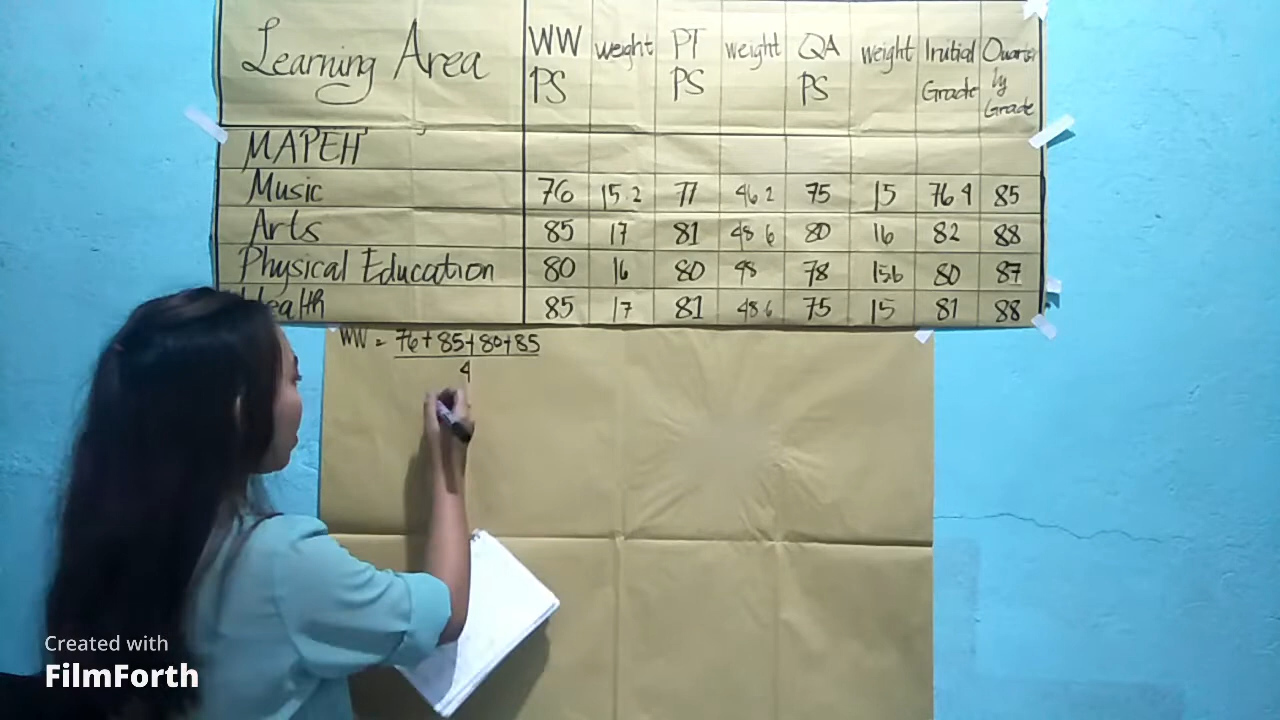 Learning Area WW PS weight PT PS weight QA PS weight Initial Grade Quarterly Grade
MAPEH
Music 76 15.2 77 46.2 75 15 76.4 85
Arts 85 17 81 48.6 80 16 82 88
Physical Education 80 16 80 48 78 15.6 80 87
Health 85 17 81 48.6 75 15 81 88
WW = 76+85+80+85
4
Created with
FilmForth